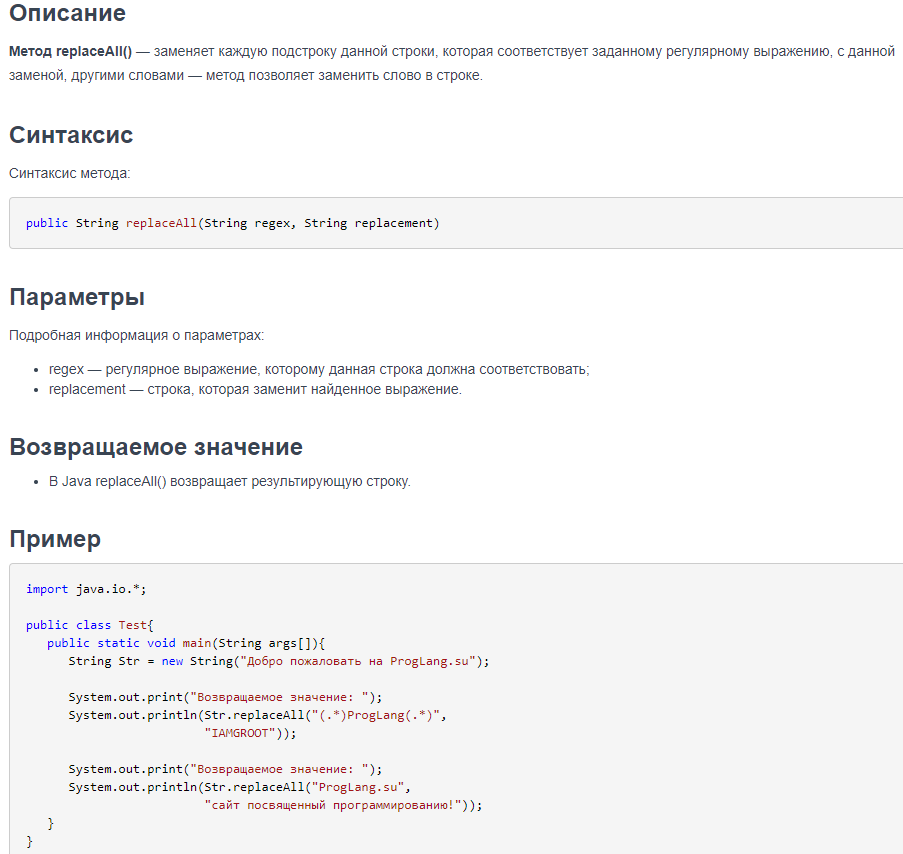 Описание
Метод replaceAll() — заменяет каждую подстроку данной строки, которая соответствует заданному регулярному выражению, с данной
заменой, другими словами — метод позволяет заменить слово в строке.
Синтаксис
Синтаксис метода:
public String replaceAll(String regex, String replacement)
Параметры
Подробная информация о параметрах:
• regex — регулярное выражение, которому данная строка должна соответствовать;
• replacement — строка, которая заменит найденное выражение.
Возвращаемое значение
• В Java replaceAll() возвращает результирующую строку.
Пример
import java.io.*;
public class Test{
   public static void main(String args[]){
      String Str = new String("Добро пожаловать на ProgLang.su");
      System.out.print("Возвращаемое значение: ");
      System.out.println(Str.replaceAll("(.*)ProgLang(.*)",
                        "IAMGROOT"));
      System.out.print("Возвращаемое значение: ");
      System.out.println(Str.replaceAll("ProgLang.su",
                        "сайт посвященный программированию!"));
   }
}